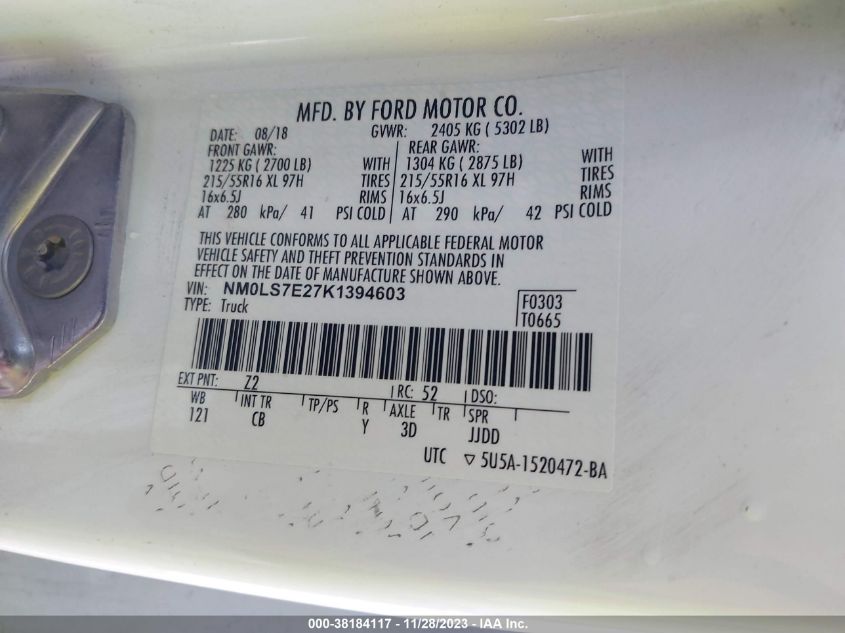 MFD. BY FORD MOTOR CO.
DATE: 08/18 GVWR: 2405 KG ( 5302 LB)
FRONT GAWR: REAR GAWR:
1225 KG ( 2700 LB) WITH 1304 KG ( 2875 LB) WITH
215/55R16 XL 97H TIRES 215/55R16 XL 97H TIRES
16x6.5J RIMS 16x6.5J RIMS
AT 280 kPa/ 41 PSI COLD AT 290 kPa/ 42 PSI COLD
THIS VEHICLE CONFORMS TO ALL APPLICABLE FEDERAL MOTOR
VEHICLE SAFETY AND THEFT PREVENTION STANDARDS IN
EFFECT ON THE DATE OF MANUFACTURE SHOWN ABOVE.
VIN: NM0LS7E27K1394603 F0303
TYPE: Truck T0665
EXT PNT: Z2 RC: 52 DSO:
WB INT TR TP/PS R AXLE TR SPR
121 CB Y 3D JJDD
UTC ▽ 5U5A-1520472-BA
000-38184117 - 11/28/2023 - IAA Inc.